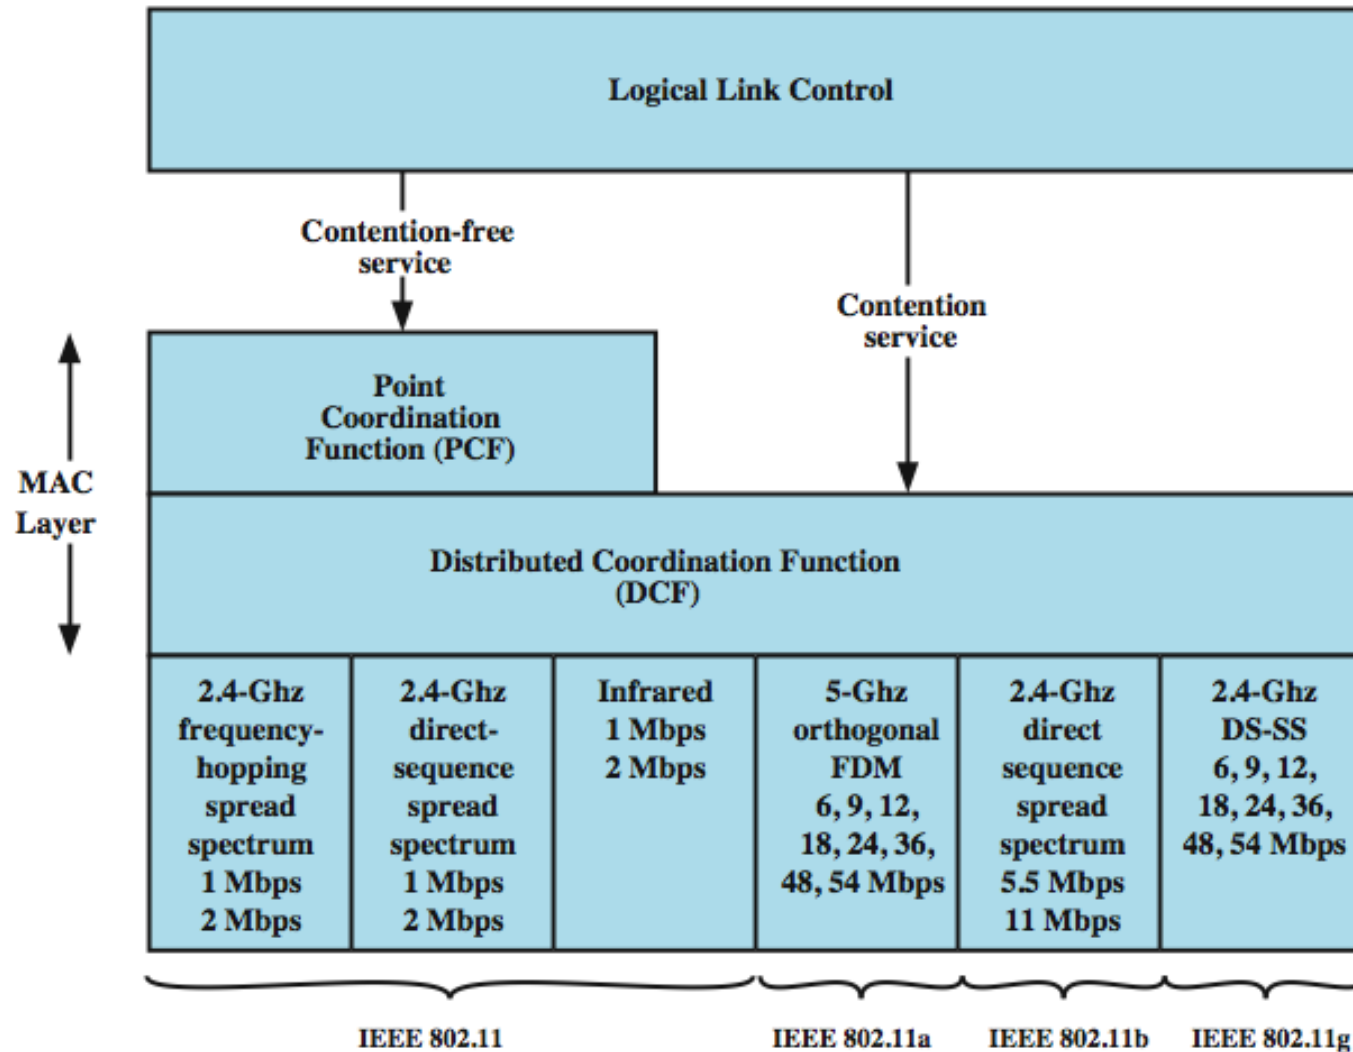 Logical Link Control
Contention-free
service
Contention
service
Point
Coordination
Function (PCF)
MAC
Layer
Distributed Coordination Function
(DCF)
2.4-Ghz
frequency-
hopping
spread
spectrum
1 Mbps
2 Mbps
2.4-Ghz
direct-
sequence
spread
spectrum
1 Mbps
2 Mbps
Infrared
1 Mbps
2 Mbps
5-Ghz
orthogonal
FDM
6, 9, 12,
18, 24, 36,
48, 54 Mbps
2.4-Ghz
direct
sequence
spread
spectrum
5.5 Mbps
11 Mbps
2.4-Ghz
DS-SS
6, 9, 12,
18, 24, 36,
48, 54 Mbps
IEEE 802.11
IEEE 802.11a
IEEE 802.11b
IEEE 802.11g